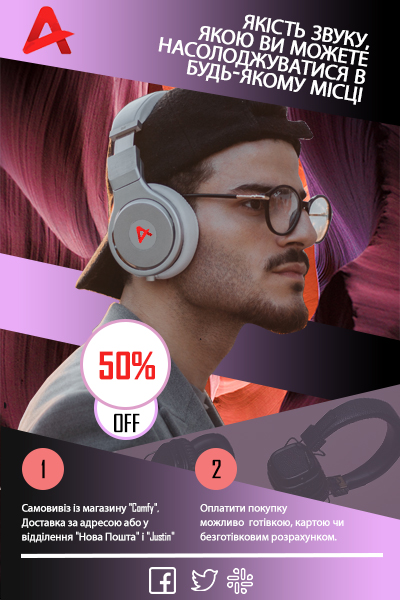 ЯКІСТЬ ЗВУКУ,
ЯКОЮ ВИ МОЖЕТЕ
НАСОЛОДЖУВАТИСЯ В
БУДЬ-ЯКОМУ МІСЦІ
50%
OFF
1
Самовивіз із магазину "Comfy".
Доставка за адресою або у
відділення "Нова Пошта" і "Justin"
2
Оплатити покупку
можливо готівкою, картою чи
безготівковим розрахунком.